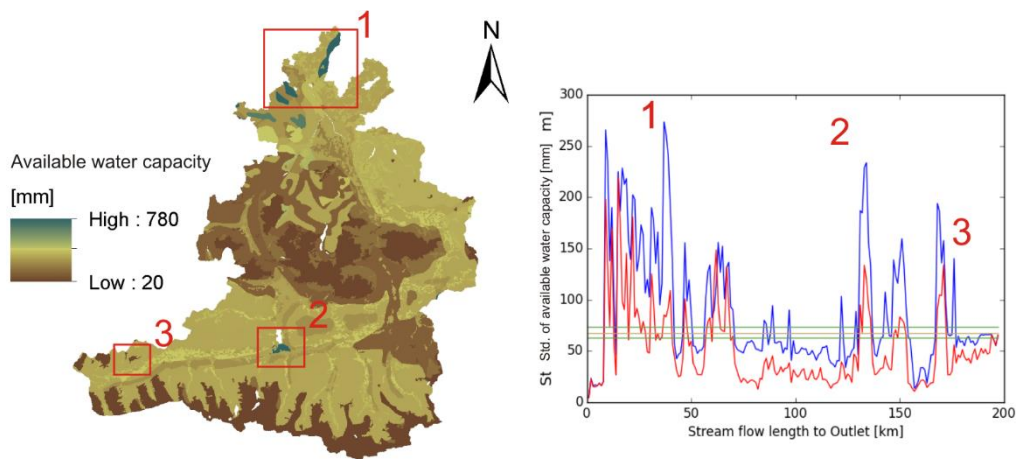 1
N
Available water capacity
[mm]
High : 780
Low : 20
3
2
300
250
200
150
100
50
0
St Std. of available water capacity [mm m]
1
2
3
0
50
100
150
200
Stream flow length to Outlet [km]